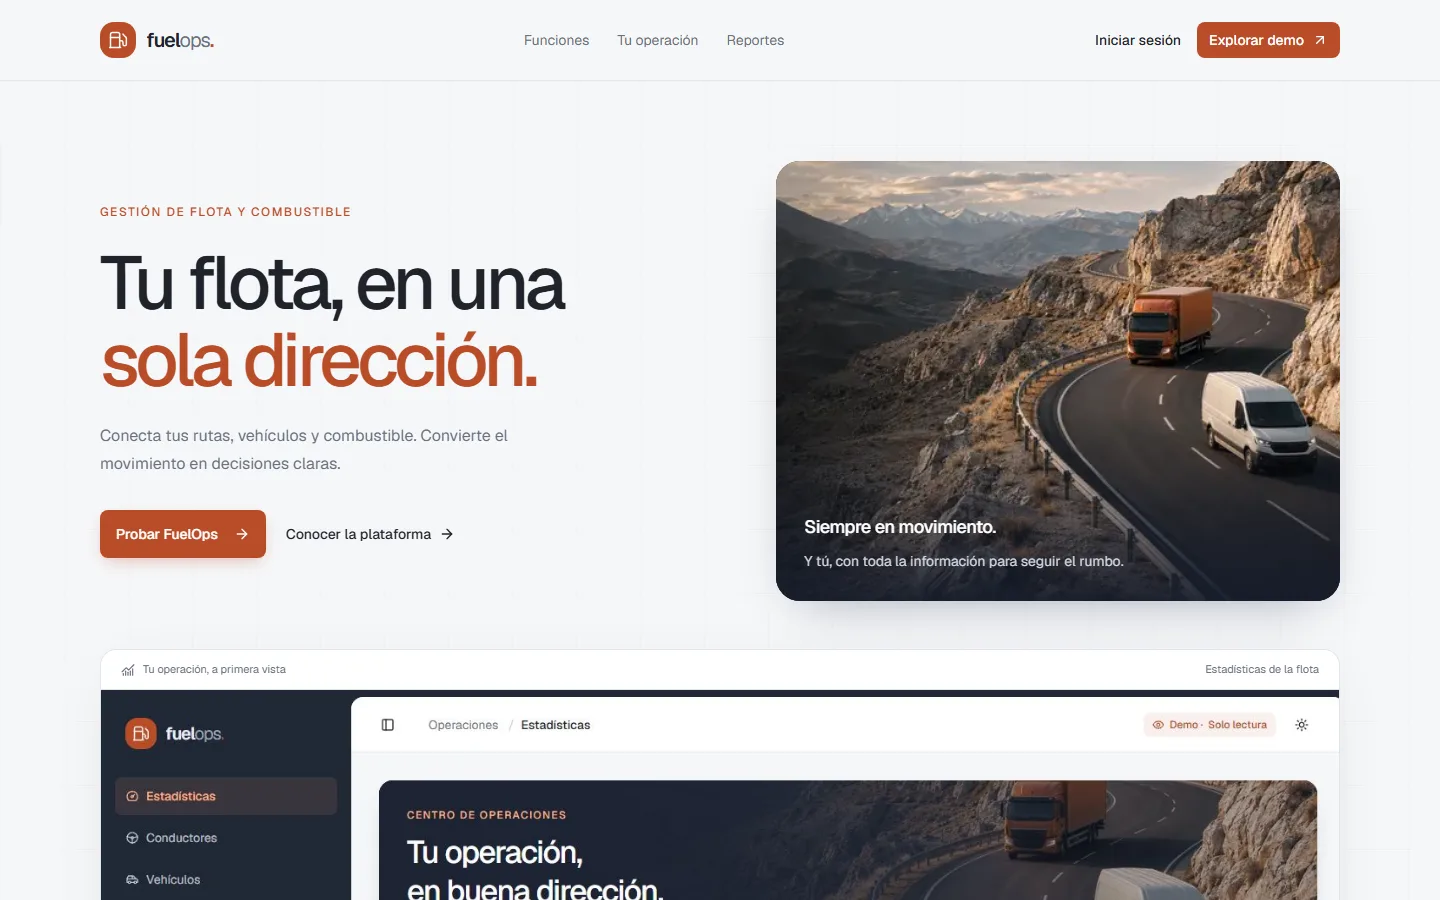 fuelops.
Funciones
Tu operación
Reportes
Iniciar sesión
Explorar demo
GESTIÓN DE FLOTA Y COMBUSTIBLE
Tu flota, en una
sola dirección.
Conecta tus rutas, vehículos y combustible. Convierte el
movimiento en decisiones claras.
Probar FuelOps
Conocer la plataforma
Siempre en movimiento.
Y tú, con toda la información para seguir el rumbo.
Tu operación, a primera vista
Estadísticas de la flota
fuelops.
Operaciones / Estadísticas
Demo · Solo lectura
Estadísticas
Conductores
Vehículos
CENTRO DE OPERACIONES
Tu operación,
en buena dirección.